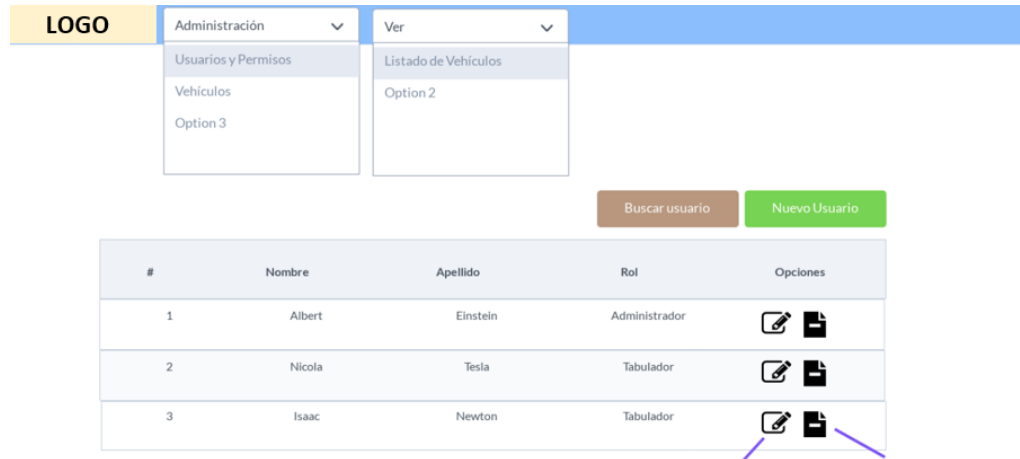 LOGO
Administración
Ver
Usuarios y Permisos
Listado de Vehículos
Vehículos
Option 2
Option 3
Buscar usuario
Nuevo Usuario
# Nombre Apellido Rol Opciones
1 Albert Einstein Administrador
2 Nicola Tesla Tabulador
3 Isaac Newton Tabulador